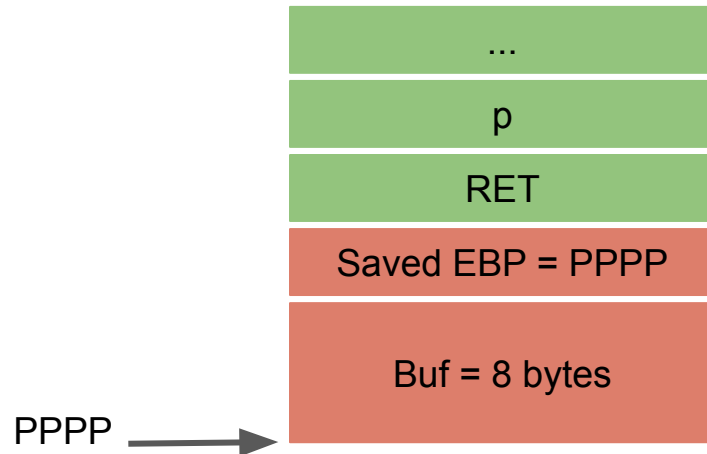 ...
p
RET
Saved EBP = PPPP
Buf = 8 bytes
PPPP